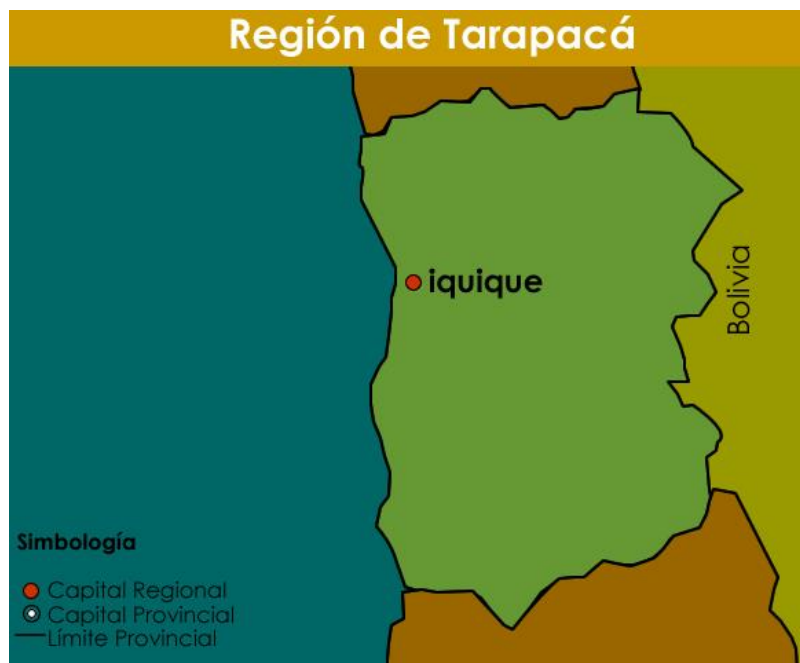 Región de Tarapacá
iquique
Bolivia
Simbología
Capital Regional
Capital Provincial
Límite Provincial